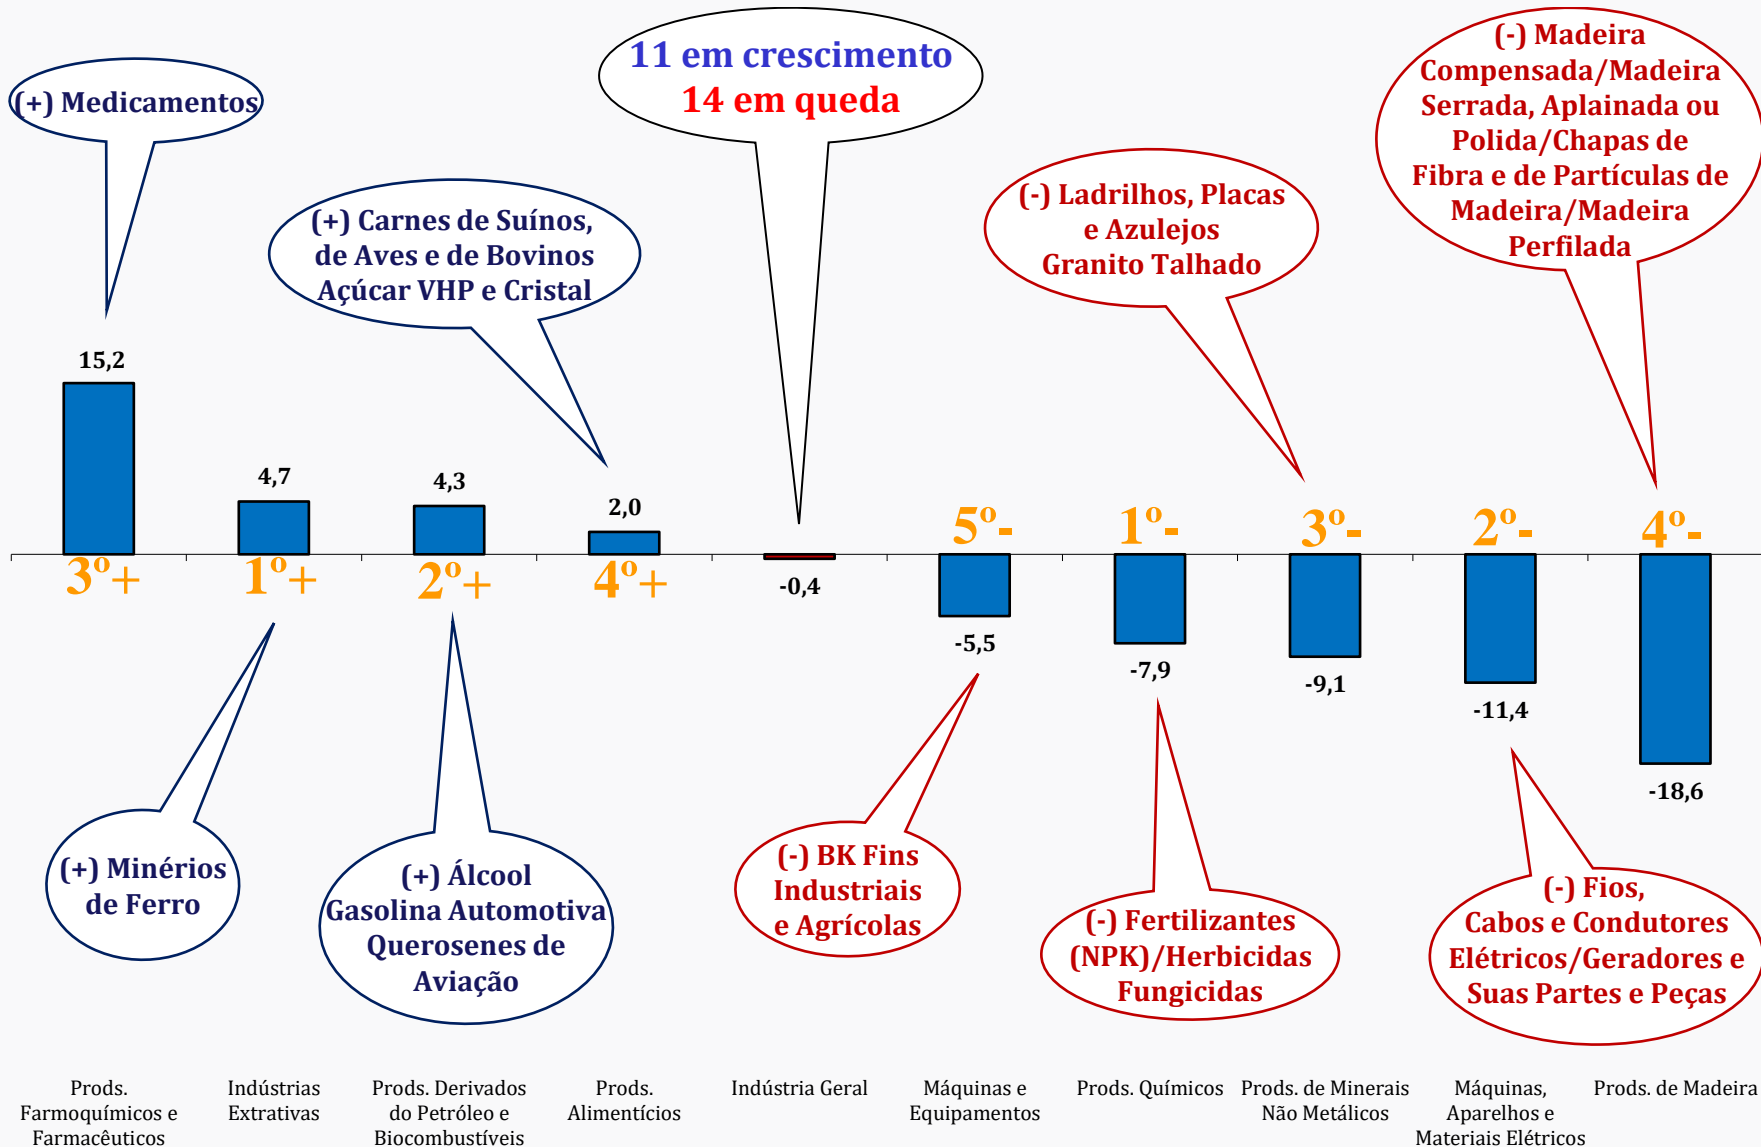 11 em crescimento
14 em queda
(+) Medicamentos
(+) Carnes de Suínos,
de Aves e de Bovinos
Açúcar VHP e Cristal
(-) Ladrilhos, Placas
e Azulejos
Granito Talhado
(-) Madeira
Compensada/Madeira
Serrada, Aplainada ou
Polida/Chapas de
Fibra e de Partículas de
Madeira/Madeira
Perfilada
15,2
4,7
4,3
2,0
-0,4
-5,5
-7,9
-9,1
-11,4
-18,6
3º+
1º+
2º+
4º+
5º-
1º-
3º-
2º-
4º-
(+) Minérios
de Ferro
(+) Álcool
Gasolina Automotiva
Querosenes de
Aviação
(-) BK Fins
Industriais
e Agrícolas
(-) Fertilizantes
(NPK)/Herbicidas
Fungicidas
(-) Fios,
Cabos e Condutores
Elétricos/Geradores e
Suas Partes e Peças
Prods.
Farmoquímicos e
Farmacêuticos
Indústrias
Extrativas
Prods. Derivados
do Petróleo e
Biocombustíveis
Prods.
Alimentícios
Indústria Geral
Máquinas e
Equipamentos
Prods. Químicos
Prods. de Minerais
Não Metálicos
Máquinas,
Aparelhos e
Materiais Elétricos
Prods. de Madeira